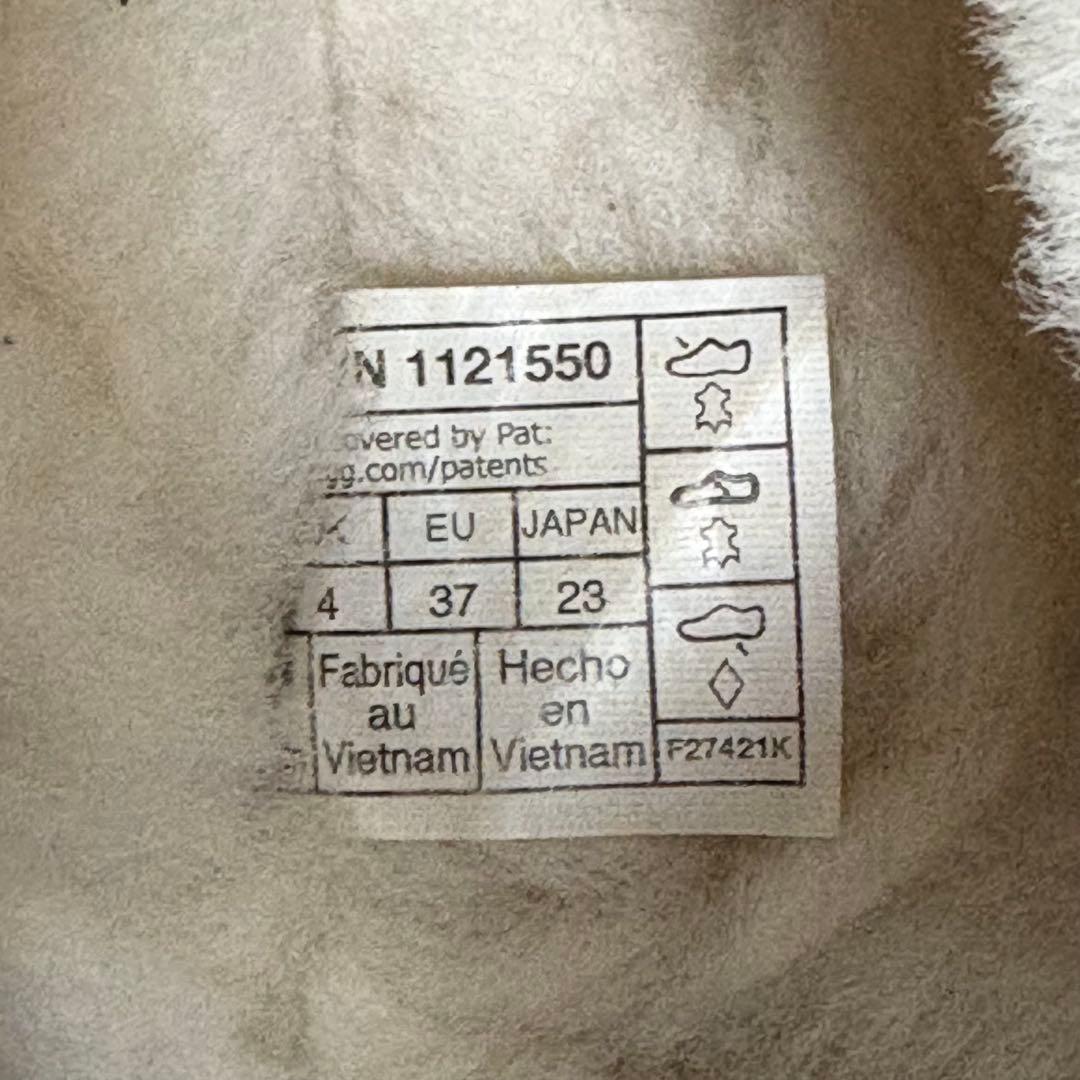 N 1121550
overed by Pat:
gg.com/patents
EU JAPAN
4 37 23
Fabriqué au Vietnam
Hecho en Vietnam
F27421K